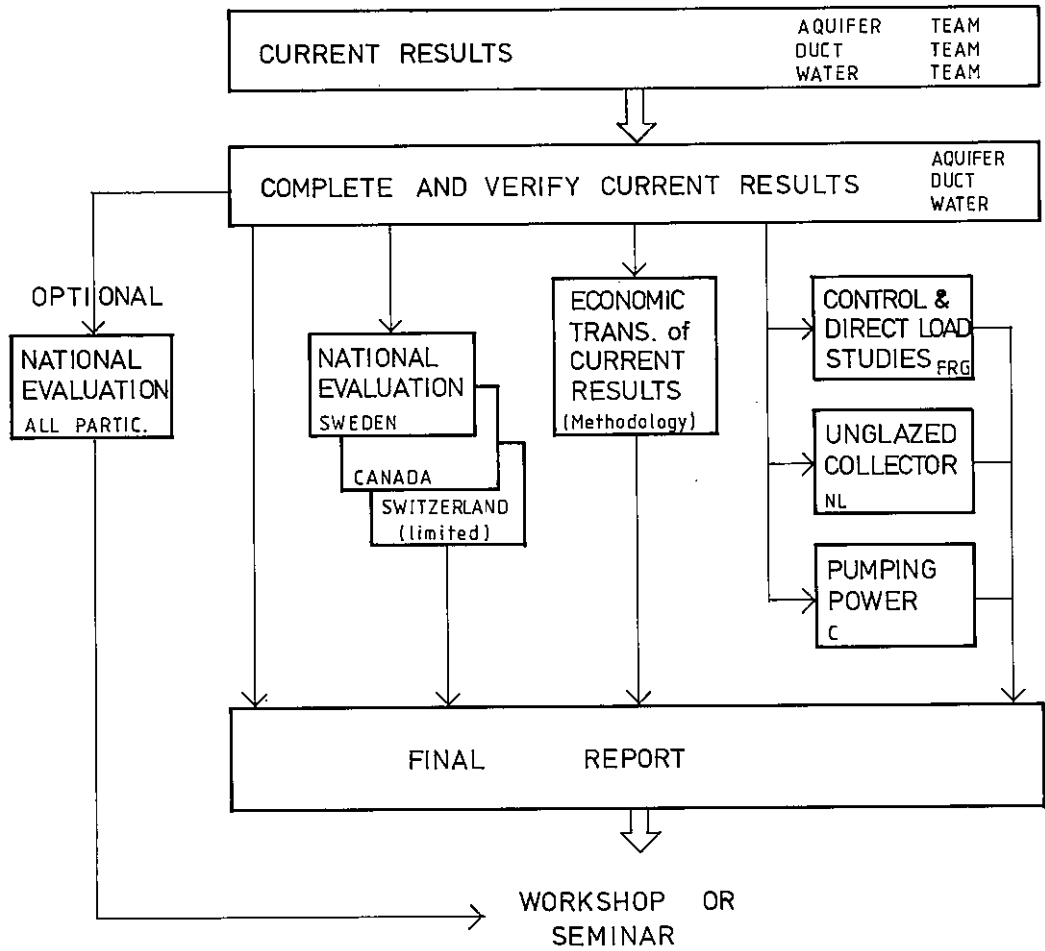 CURRENT RESULTS
AQUIFER TEAM
DUCT TEAM
WATER TEAM
COMPLETE AND VERIFY CURRENT RESULTS
AQUIFER
DUCT
WATER
OPTIONAL
NATIONAL
EVALUATION
ALL PARTIC.
NATIONAL
EVALUATION
SWEDEN
CANADA
SWITZERLAND
(limited)
ECONOMIC
TRANS. of
CURRENT
RESULTS
(Methodology)
CONTROL &
DIRECT LOAD
STUDIES FRG
UNGLAZED
COLLECTOR
NL
PUMPING
POWER
C
FINAL REPORT
WORKSHOP OR
SEMINAR